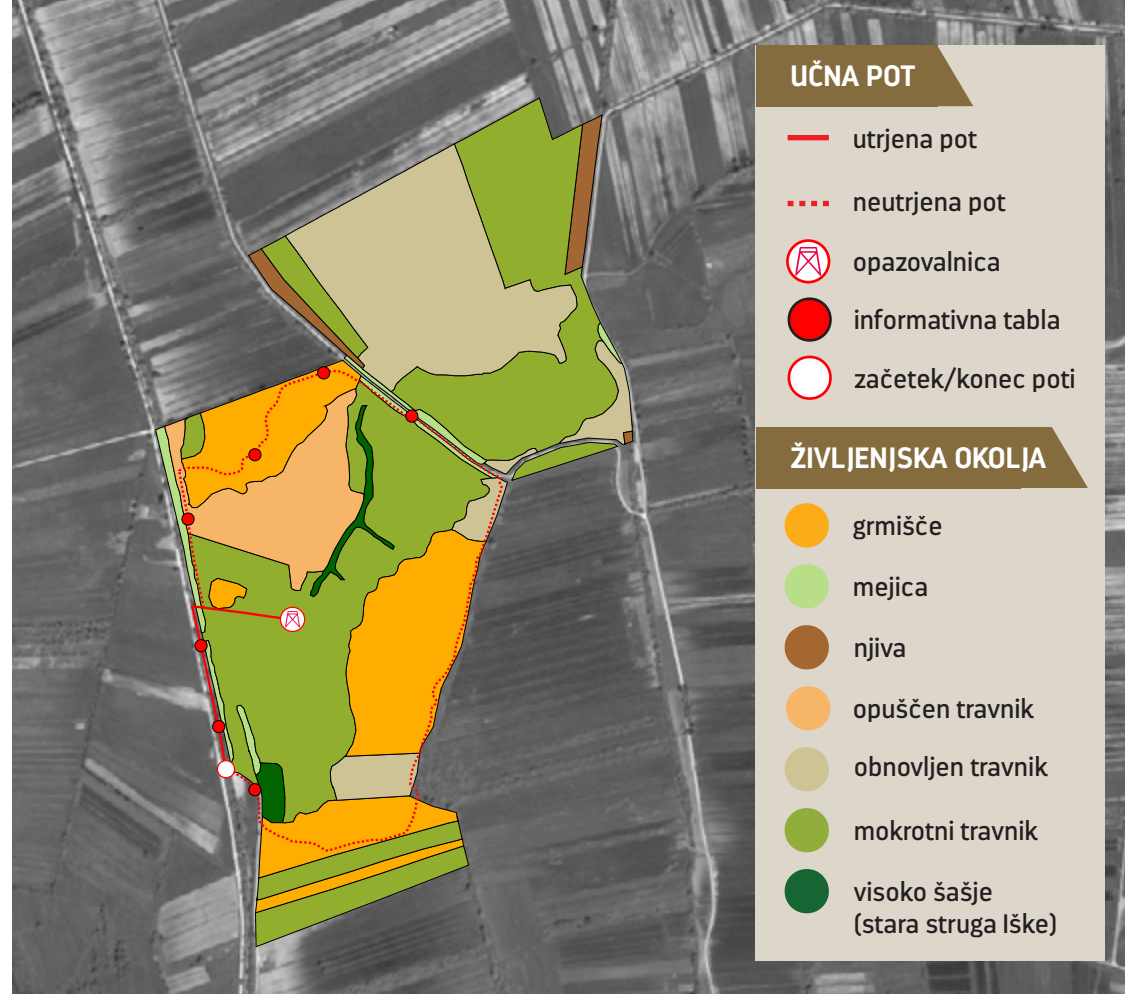 UČNA POT
utrjena pot
neutrjena pot
opazovalnica
informativna tabla
začetek/konec poti
ŽIVLJENJSKA OKOLJA
grmišče
mejica
njiva
opuščen travnik
obnovljen travnik
mokrotni travnik
visoko šašje
(stara struga Iške)